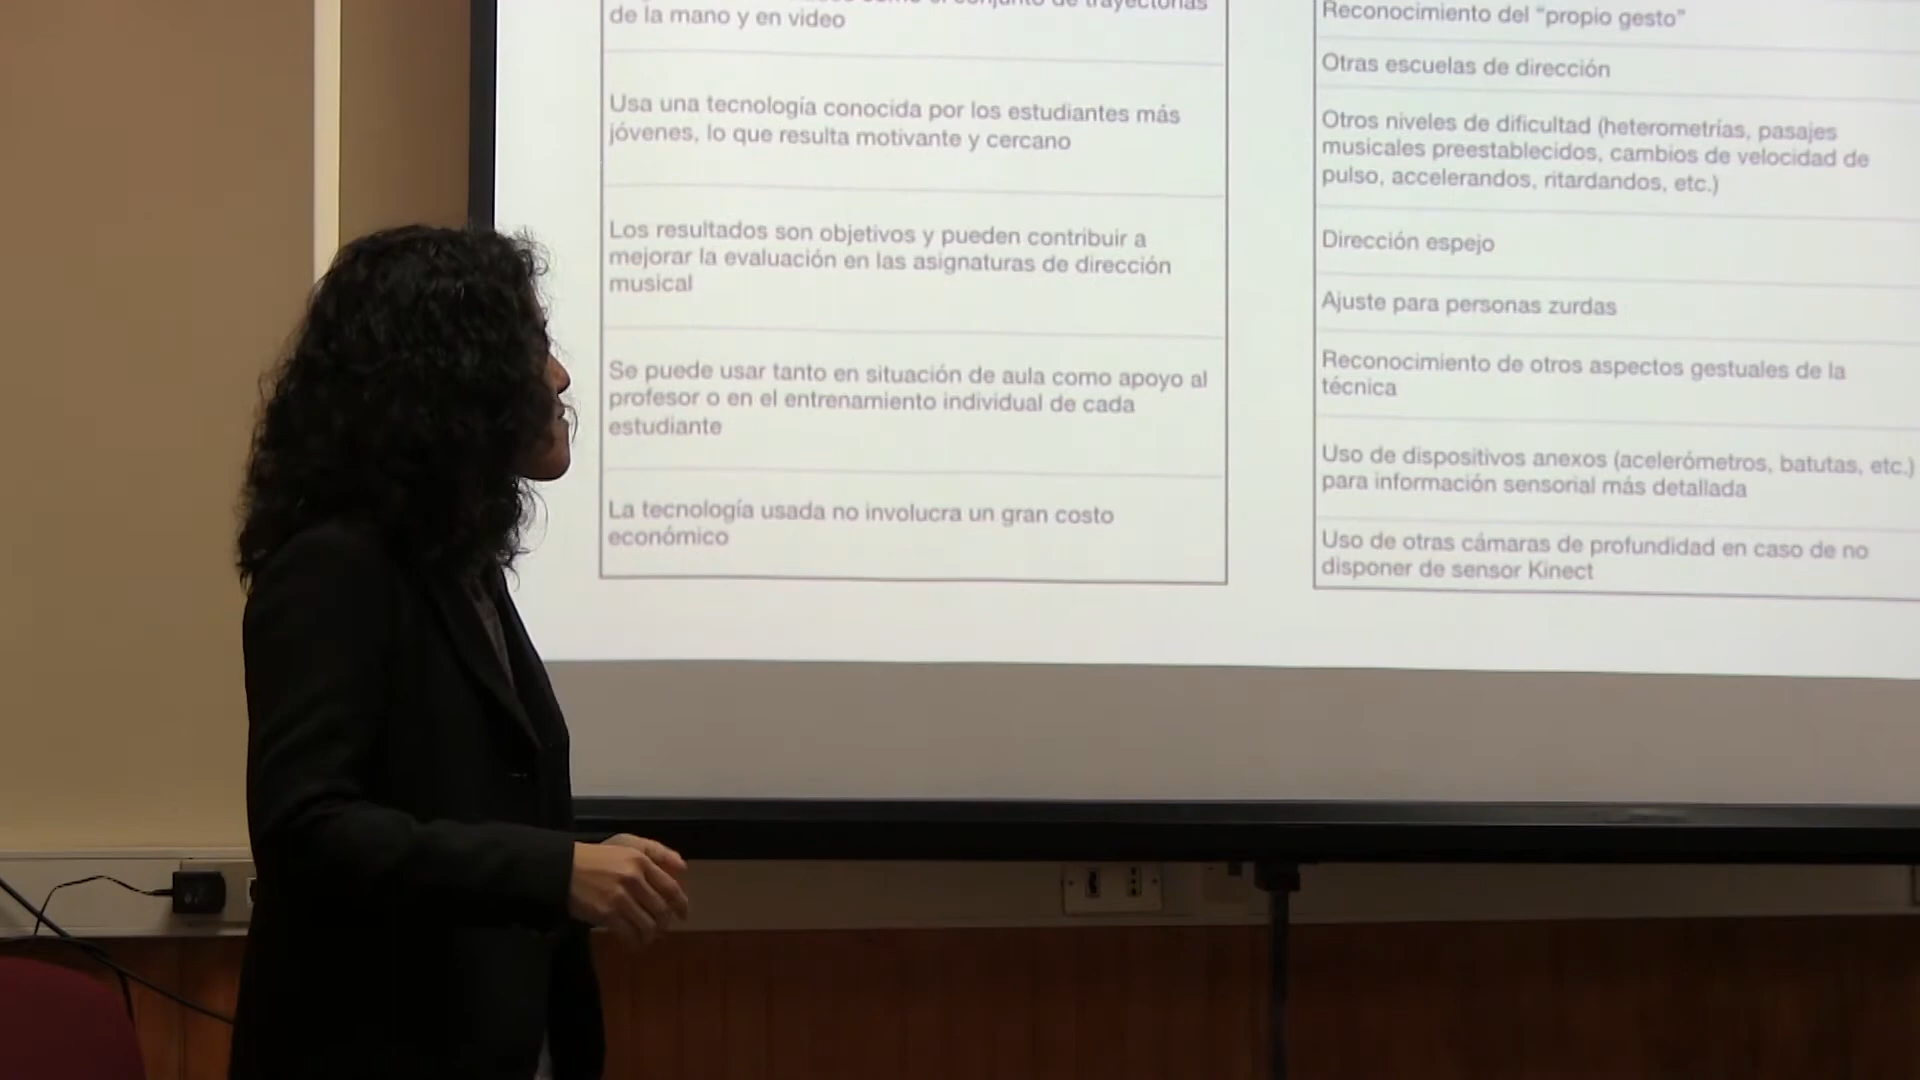 de trayectorias
de la mano y en video
Usa una tecnología conocida por los estudiantes más
jóvenes, lo que resulta motivante y cercano
Los resultados son objetivos y pueden contribuir a
mejorar la evaluación en las asignaturas de dirección
musical
Se puede usar tanto en situación de aula como apoyo al
profesor o en el entrenamiento individual de cada
estudiante
La tecnología usada no involucra un gran costo
económico
Reconocimiento del "propio gesto"
Otras escuelas de dirección
Otros niveles de dificultad (heterometrías, pasajes
musicales preestablecidos, cambios de velocidad de
pulso, accelerandos, ritardandos, etc.)
Dirección espejo
Ajuste para personas zurdas
Reconocimiento de otros aspectos gestuales de la
técnica
Uso de dispositivos anexos (acelerómetros, batutas, etc.)
para información sensorial más detallada
Uso de otras cámaras de profundidad en caso de no
disponer de sensor Kinect